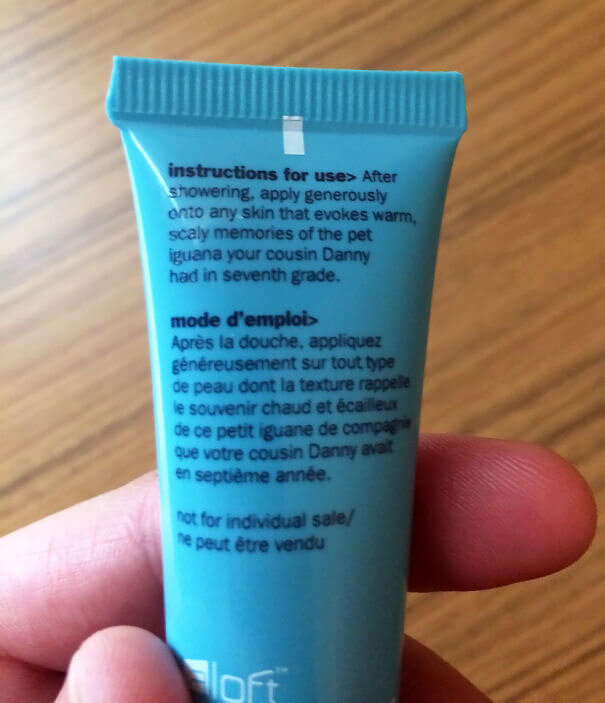 instructions for use> After
showering, apply generously
onto any skin that evokes warm,
scaly memories of the pet
iguana your cousin Danny
had in seventh grade.
mode d'emploi>
Après la douche, appliquez
généreusement sur tout type
de peau dont la texture rappelle
le souvenir chaud et écailleux
de ce petit iguane de compagnie
que votre cousin Danny avait
en septième année.
not for individual sale/
ne peut être vendu
aloft™